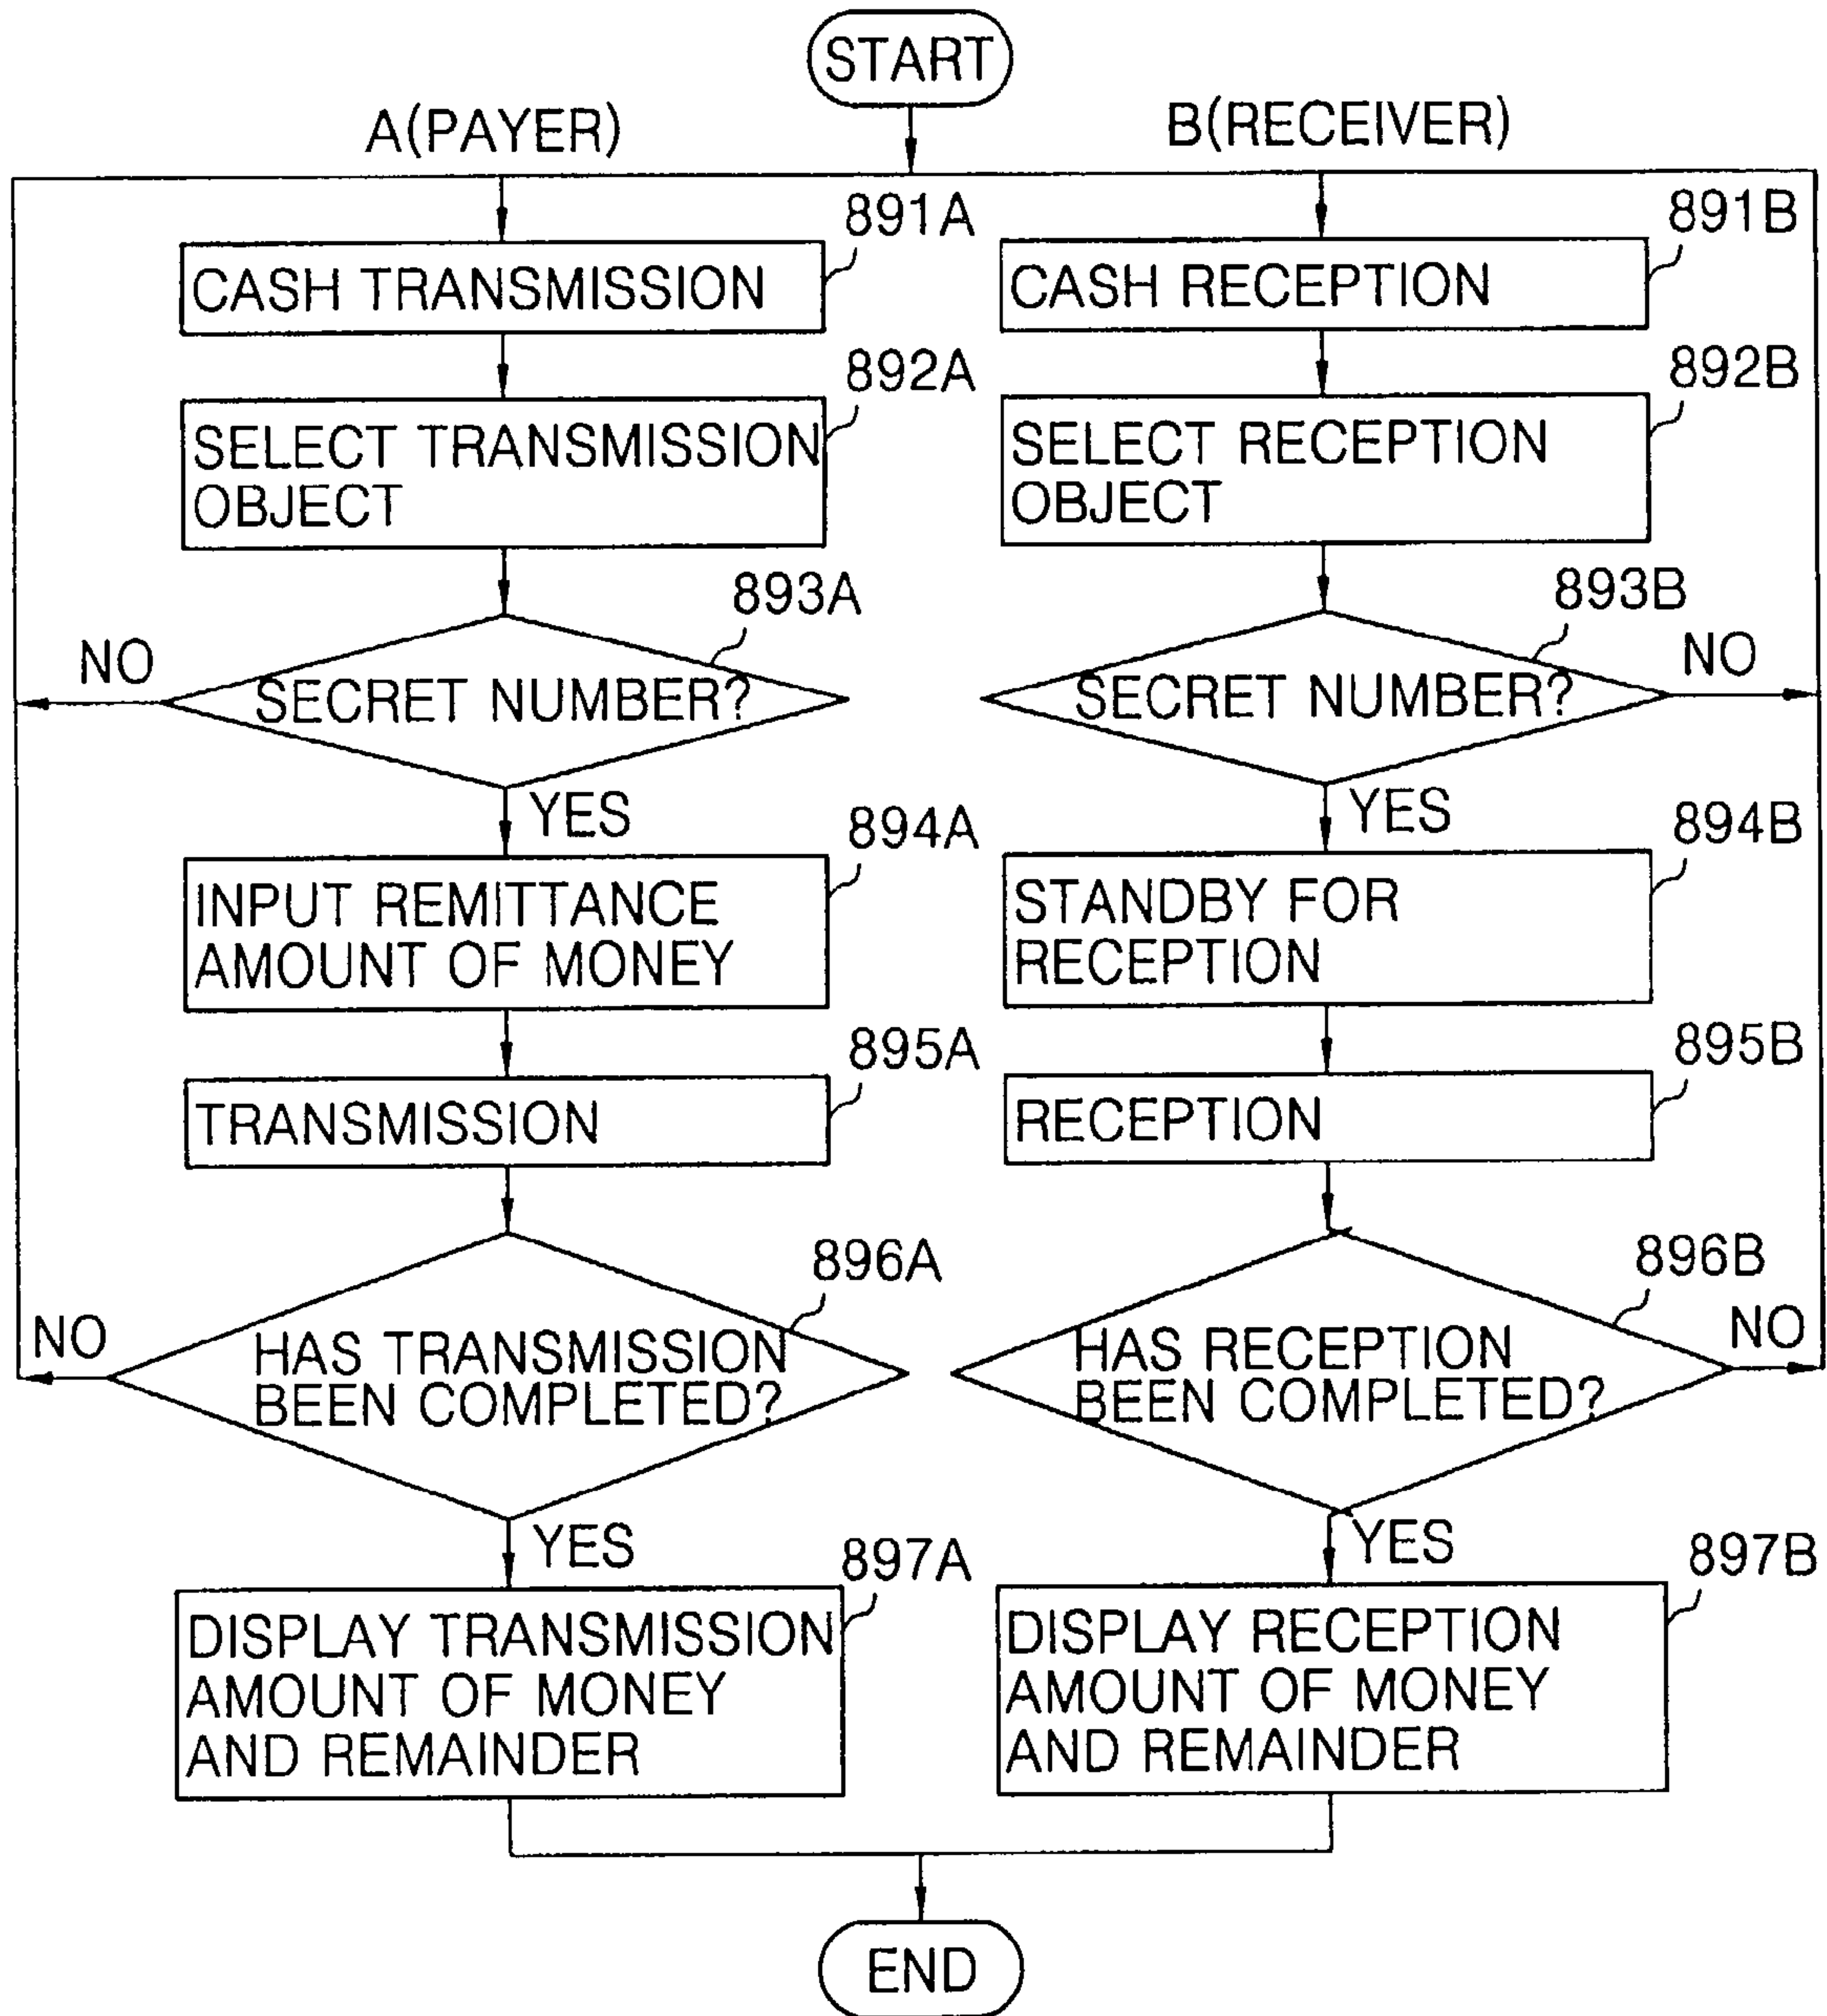 START
A(PAYER)
B(RECEIVER)
891A
CASH TRANSMISSION
891B
CASH RECEPTION
892A
SELECT TRANSMISSION
OBJECT
892B
SELECT RECEPTION
OBJECT
893A
NO
SECRET NUMBER?
893B
NO
SECRET NUMBER?
YES
894A
INPUT REMITTANCE
AMOUNT OF MONEY
YES
894B
STANDBY FOR
RECEPTION
895A
TRANSMISSION
895B
RECEPTION
896A
NO
HAS TRANSMISSION
BEEN COMPLETED?
896B
NO
HAS RECEPTION
BEEN COMPLETED?
YES
897A
DISPLAY TRANSMISSION
AMOUNT OF MONEY
AND REMAINDER
YES
897B
DISPLAY RECEPTION
AMOUNT OF MONEY
AND REMAINDER
END